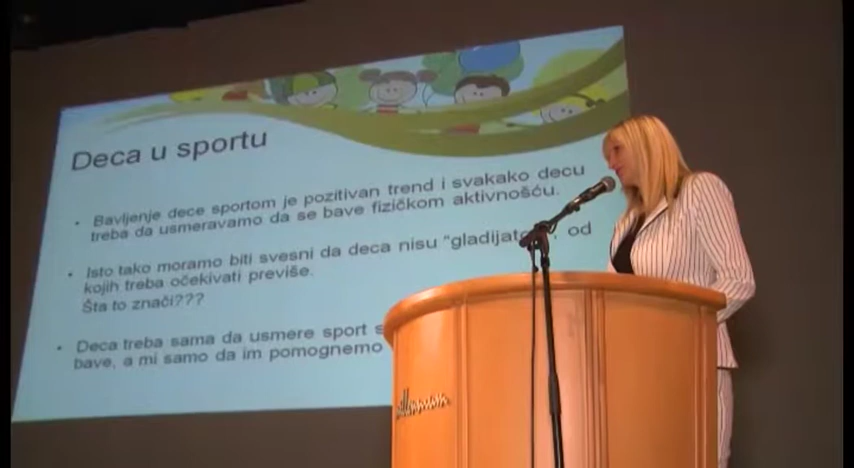 Deca u sportu
Bavljenje dece sportom je pozitivan trend i svakako decu
treba da usmeravamo da se bave fizičkom aktivnošću.
Isto tako moramo biti svesni da deca nisu "gladijatori", od
kojih treba očekivati previše.
Šta to znači???
Deca treba sama da usmere sport
bave, a mi samo da im pomognemo